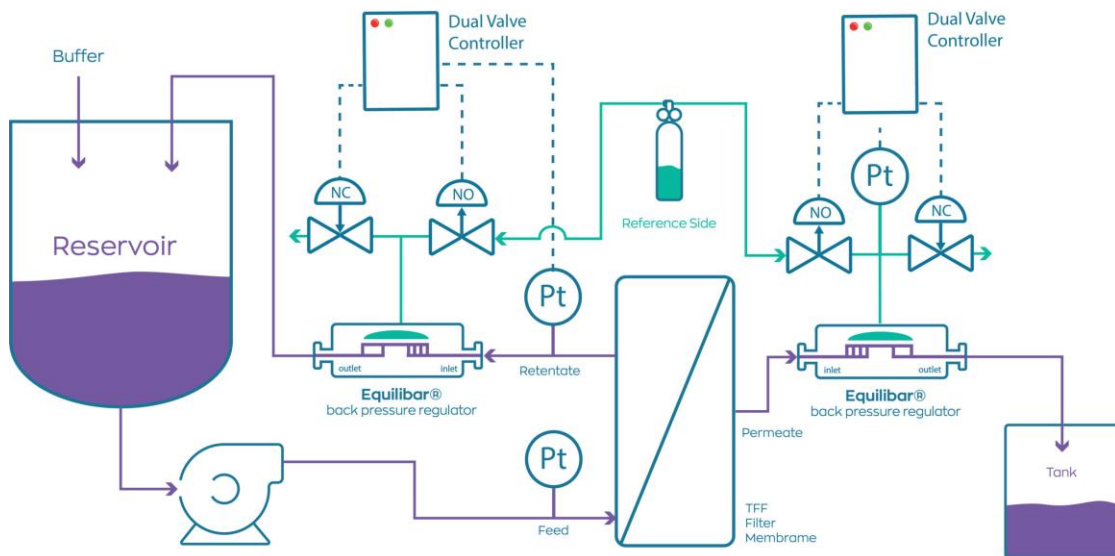 Buffer
Reservoir
Dual Valve
Controller
NC
NO
Reference Side
Dual Valve
Controller
Pt
NO
NC
Pt
outlet
inlet
Equilibar®
back pressure regulator
Retentate
inlet
outlet
Equilibar®
back pressure regulator
Permeate
Pt
Feed
TFF
Filter
Membrame
Tank